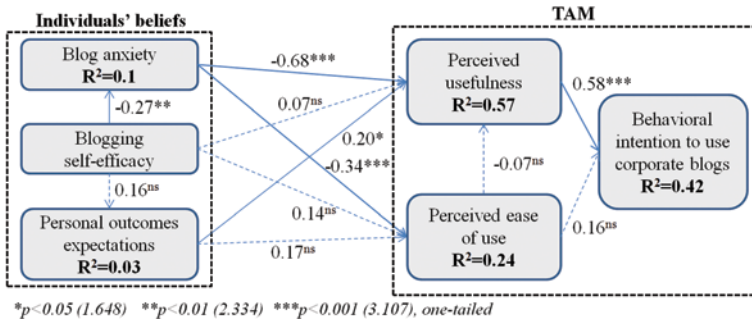 Individuals' beliefs
TAM
Blog anxiety
R²=0.1
-0.27**
Blogging
self-efficacy
0.16ⁿˢ
Personal outcomes
expectations
R²=0.03
-0.68***
0.07ⁿˢ
0.20*
-0.34***
0.14ⁿˢ
0.17ⁿˢ
Perceived
usefulness
R²=0.57
-0.07ⁿˢ
Perceived ease
of use
R²=0.24
0.58***
0.16ⁿˢ
Behavioral
intention to use
corporate blogs
R²=0.42
*p<0.05 (1.648) **p<0.01 (2.334) ***p<0.001 (3.107), one-tailed